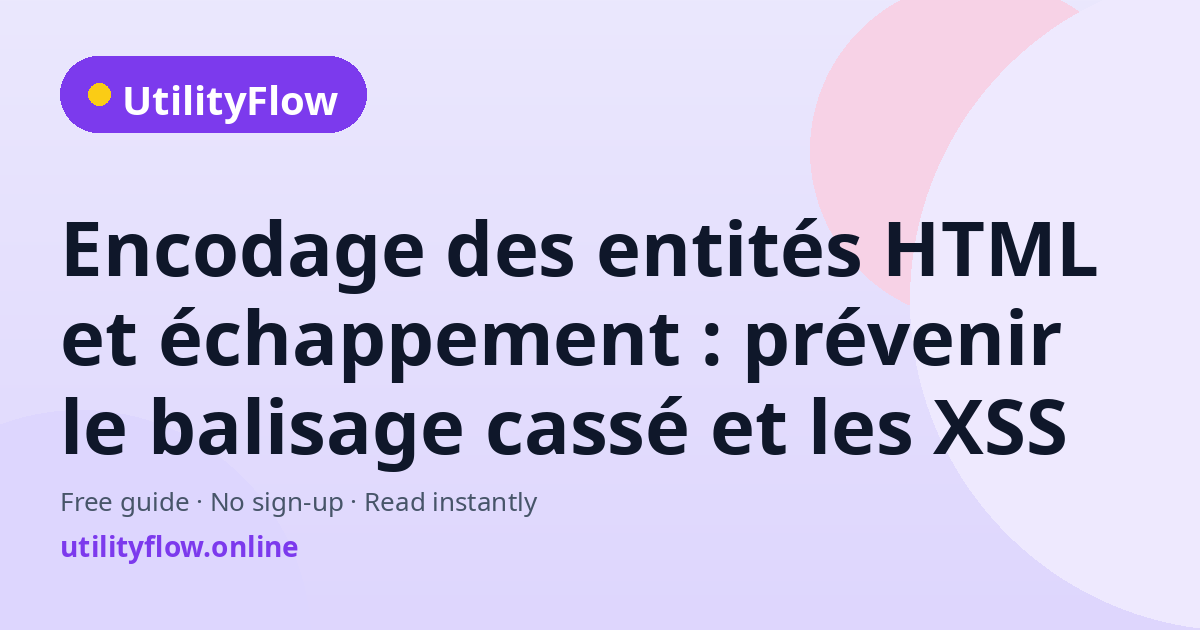 UtilityFlow
Encodage des entités HTML
et échappement : prévenir
le balisage cassé et les XSS
Free guide · No sign-up · Read instantly
utilityflow.online